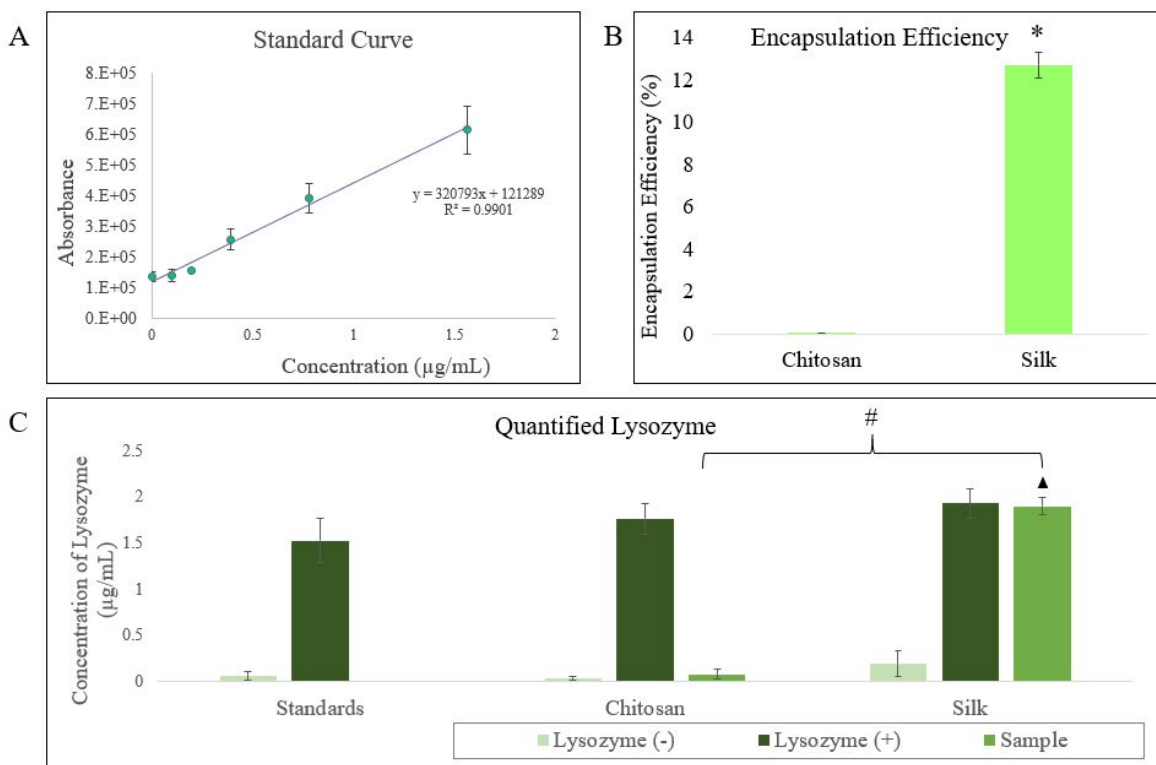 A
Standard Curve
8.E+05
7.E+05
6.E+05
5.E+05
4.E+05
3.E+05
2.E+05
1.E+05
0.E+00
Absorbance
y = 320793x + 121289
R² = 0.9901
0 0.5 1 1.5 2
Concentration (µg/mL)
B
Encapsulation Efficiency *
14
12
10
8
6
4
2
0
Encapsulation Efficiency (%)
Chitosan Silk
C
Quantified Lysozyme
#
▲
2.5
2
1.5
1
0.5
0
Concentration of Lysozyme
(µg/mL)
Standards Chitosan Silk
Lysozyme (-) Lysozyme (+) Sample